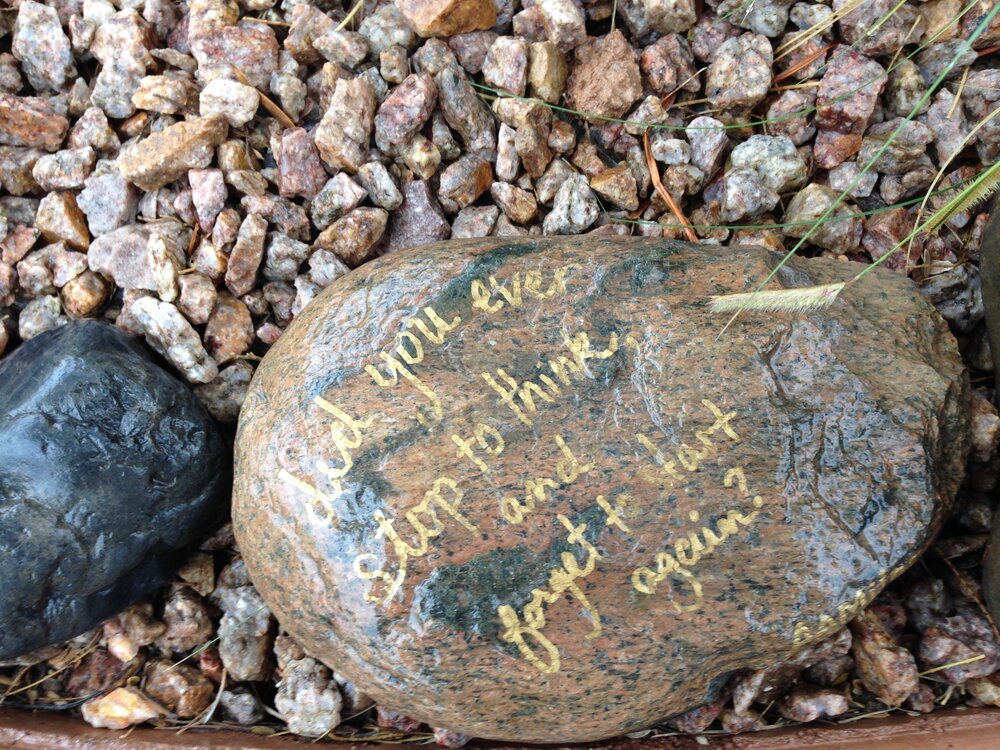 did you ever
stop to think,
and
forget to start
again?